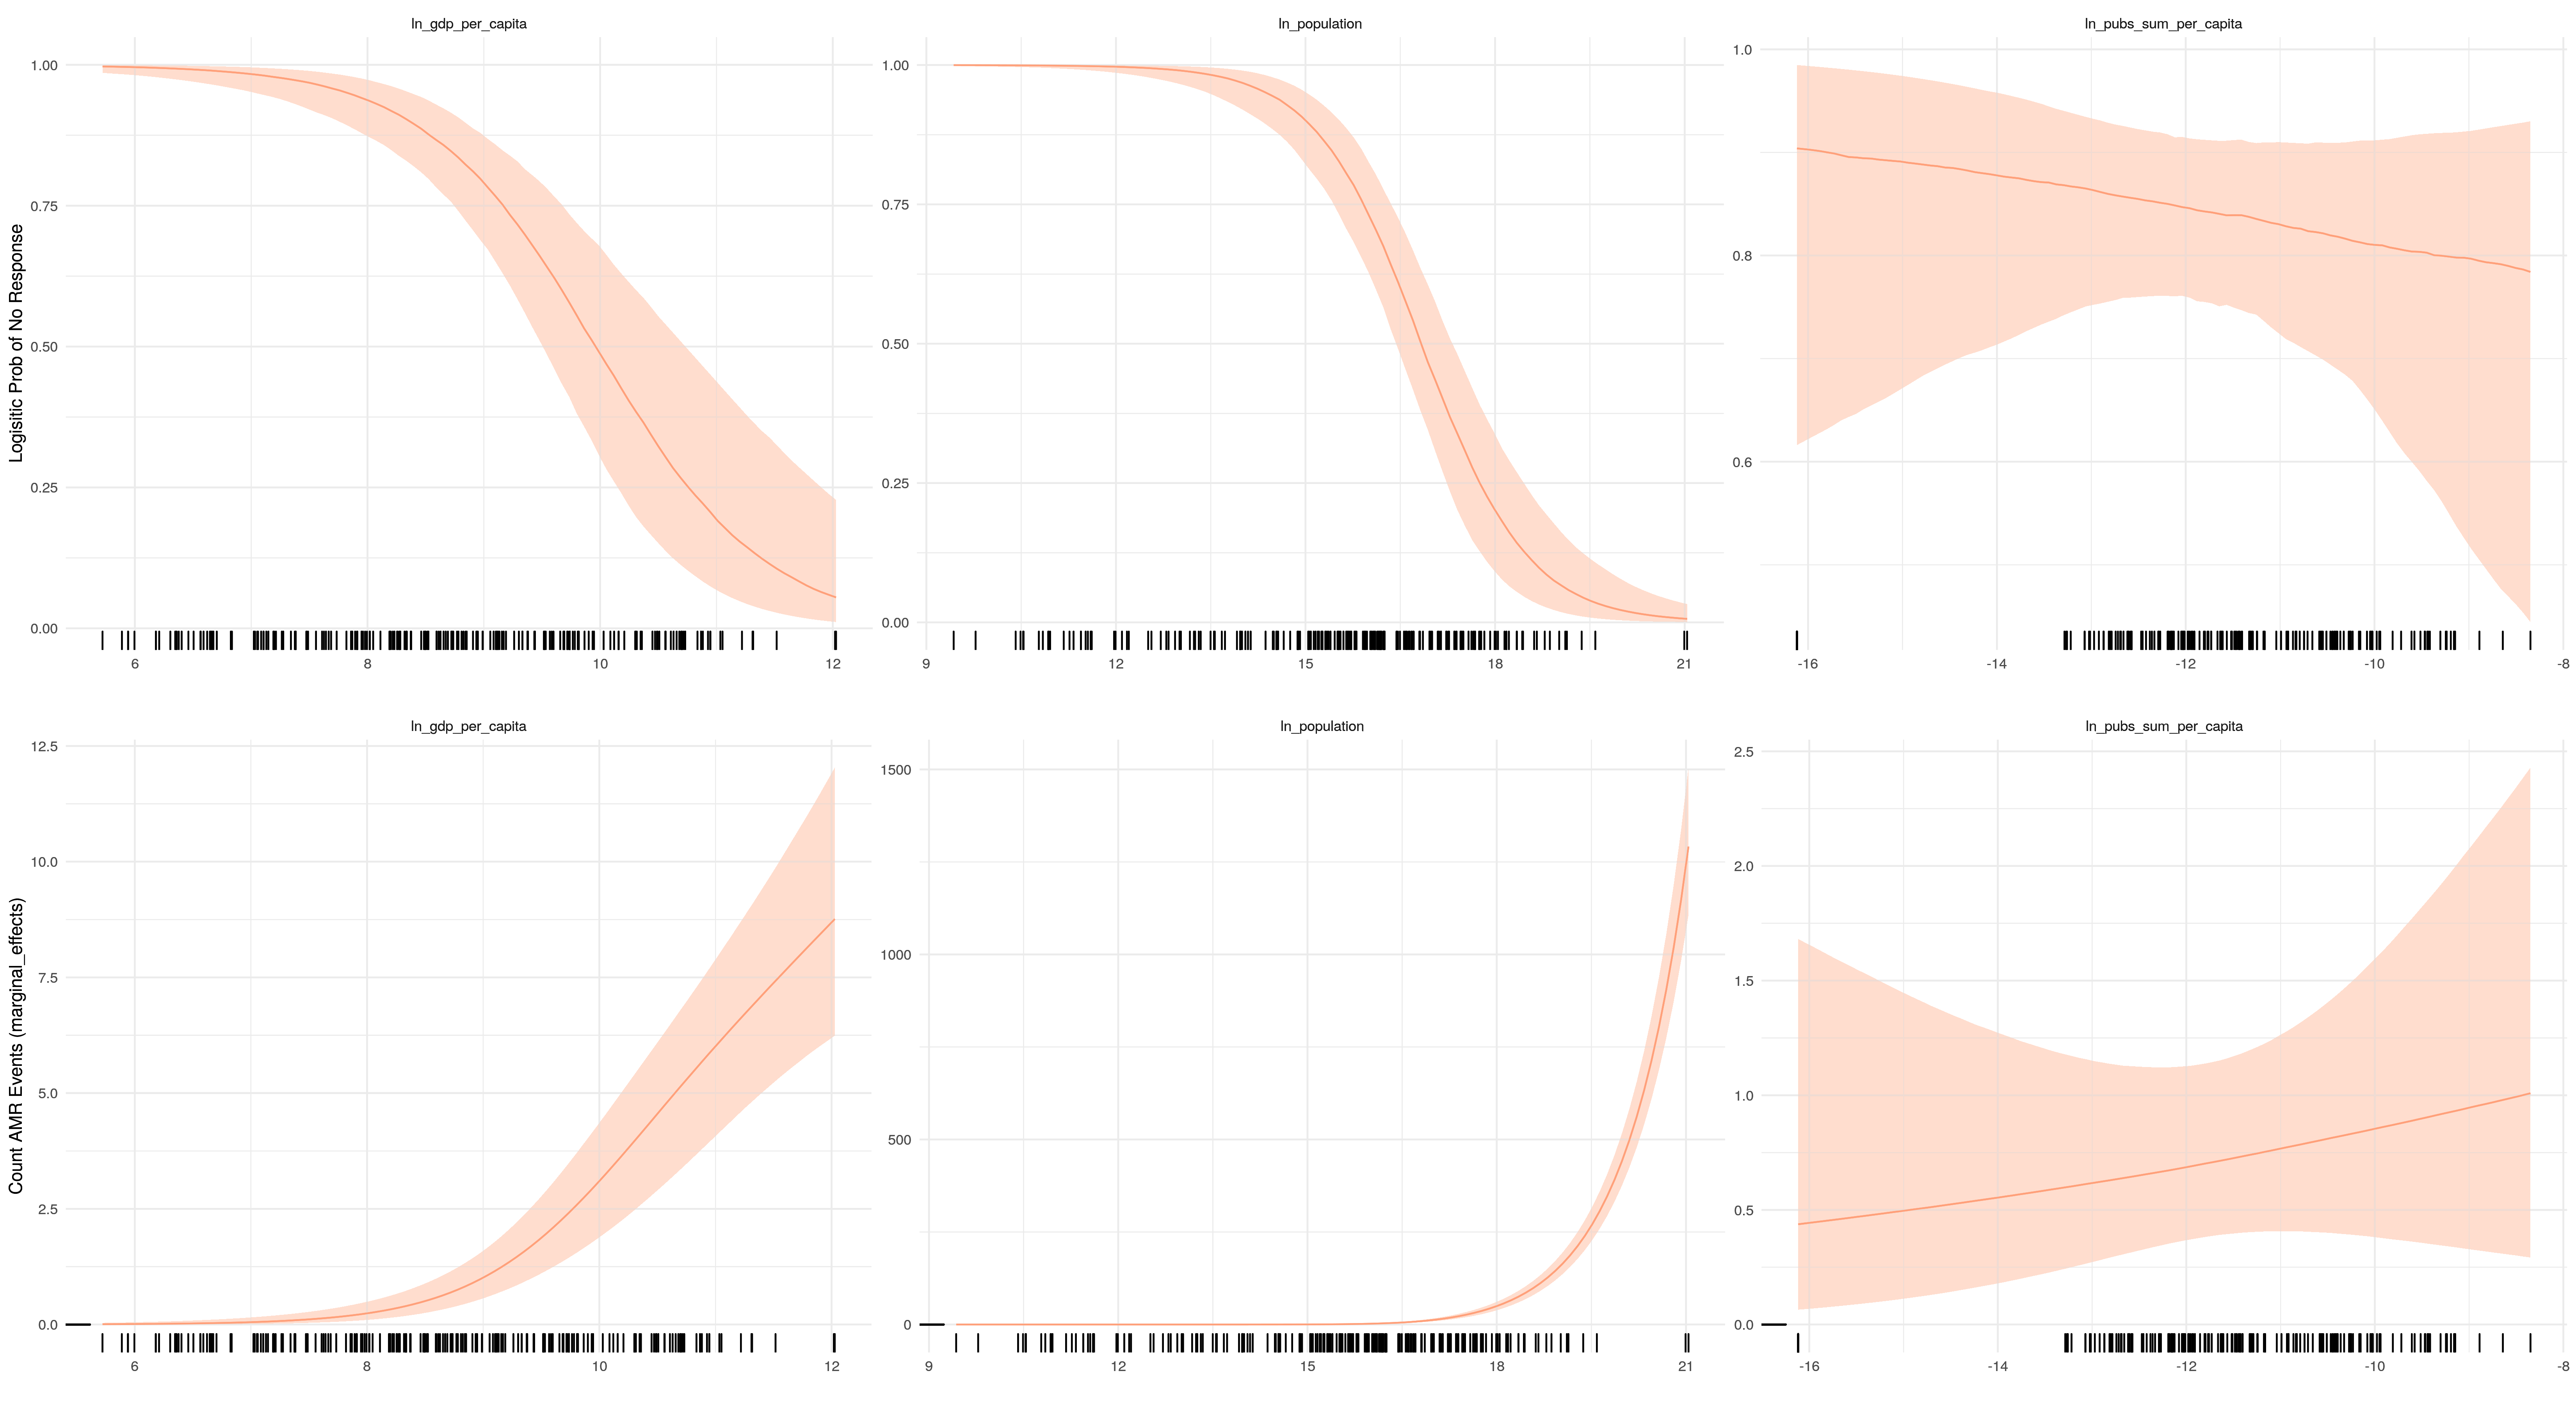 ln_gdp_per_capita
ln_population
ln_pubs_sum_per_capita
Logisitic Prob of No Response
1.00
0.75
0.50
0.25
0.00
6 8 10 12
1.00
0.75
0.50
0.25
0.00
9 12 15 18 21
1.0
0.8
0.6
-16 -14 -12 -10 -8
ln_gdp_per_capita
ln_population
ln_pubs_sum_per_capita
Count AMR Events (marginal_effects)
12.5
10.0
7.5
5.0
2.5
0.0
6 8 10 12
1500
1000
500
0
9 12 15 18 21
2.5
2.0
1.5
1.0
0.5
0.0
-16 -14 -12 -10 -8